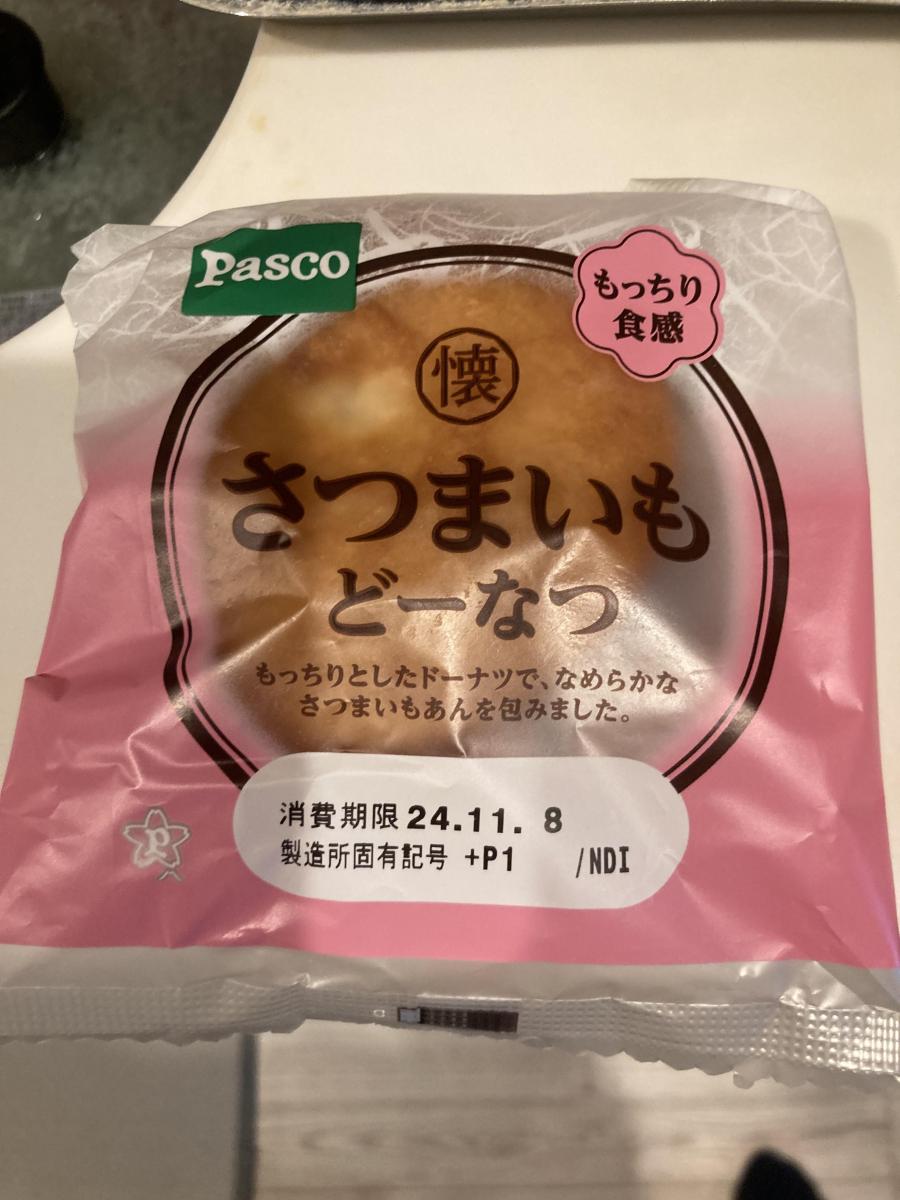 Pasco
もっちり
食感
懐
さつまいも
どーなつ
もっちりとしたドーナツで、なめらかな
さつまいもあんを包みました。
消費期限 24.11. 8
製造所固有記号 +P1 /NDI
P